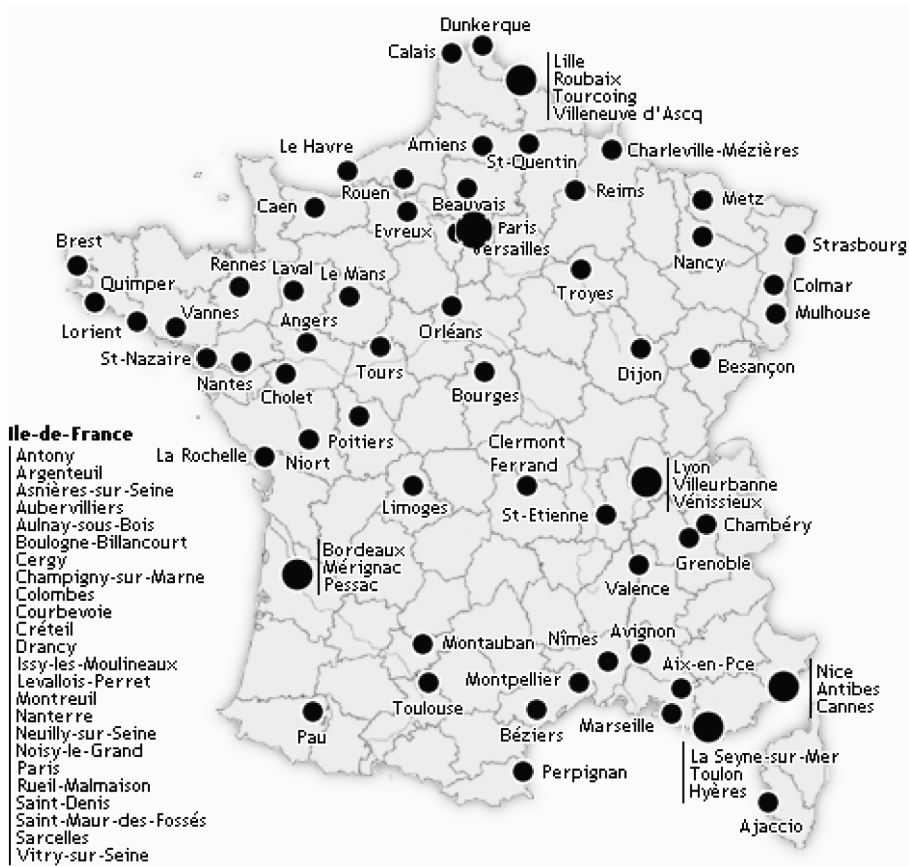 Dunkerque
Calais
Lille
Roubaix
Tourcoing
Villeneuve d'Ascq
Le Havre
Amiens
St-Quentin
Charleville-Mézières
Rouen
Beauvais
Reims
Metz
Caen
Evreux
Paris
Versailles
Nancy
Strasbourg
Brest
Rennes
Laval
Le Mans
Quimper
Troyes
Colmar
Vannes
Angers
Orléans
Mulhouse
Lorient
St-Nazaire
Nantes
Cholet
Tours
Bourges
Dijon
Besançon
Poitiers
La Rochelle
Niort
Clermont
Ferrand
Lyon
Villeurbanne
Vénissieux
Limoges
St-Etienne
Chambéry
Grenoble
Bordeaux
Mérignac
Pessac
Valence
Montauban
Nîmes
Avignon
Aix-en-Pce
Montpellier
Toulouse
Nice
Antibes
Cannes
Pau
Béziers
Marseille
La Seyne-sur-Mer
Toulon
Hyères
Perpignan
Ajaccio
Ile-de-France
Antony
Argenteuil
Asnières-sur-Seine
Aubervilliers
Aulnay-sous-Bois
Boulogne-Billancourt
Cergy
Champigny-sur-Marne
Colombes
Courbevoie
Créteil
Drancy
Issy-les-Moulineaux
Levallois-Perret
Montreuil
Nanterre
Neuilly-sur-Seine
Noisy-le-Grand
Paris
Rueil-Malmaison
Saint-Denis
Saint-Maur-des-Fossés
Sarcelles
Vitry-sur-Seine